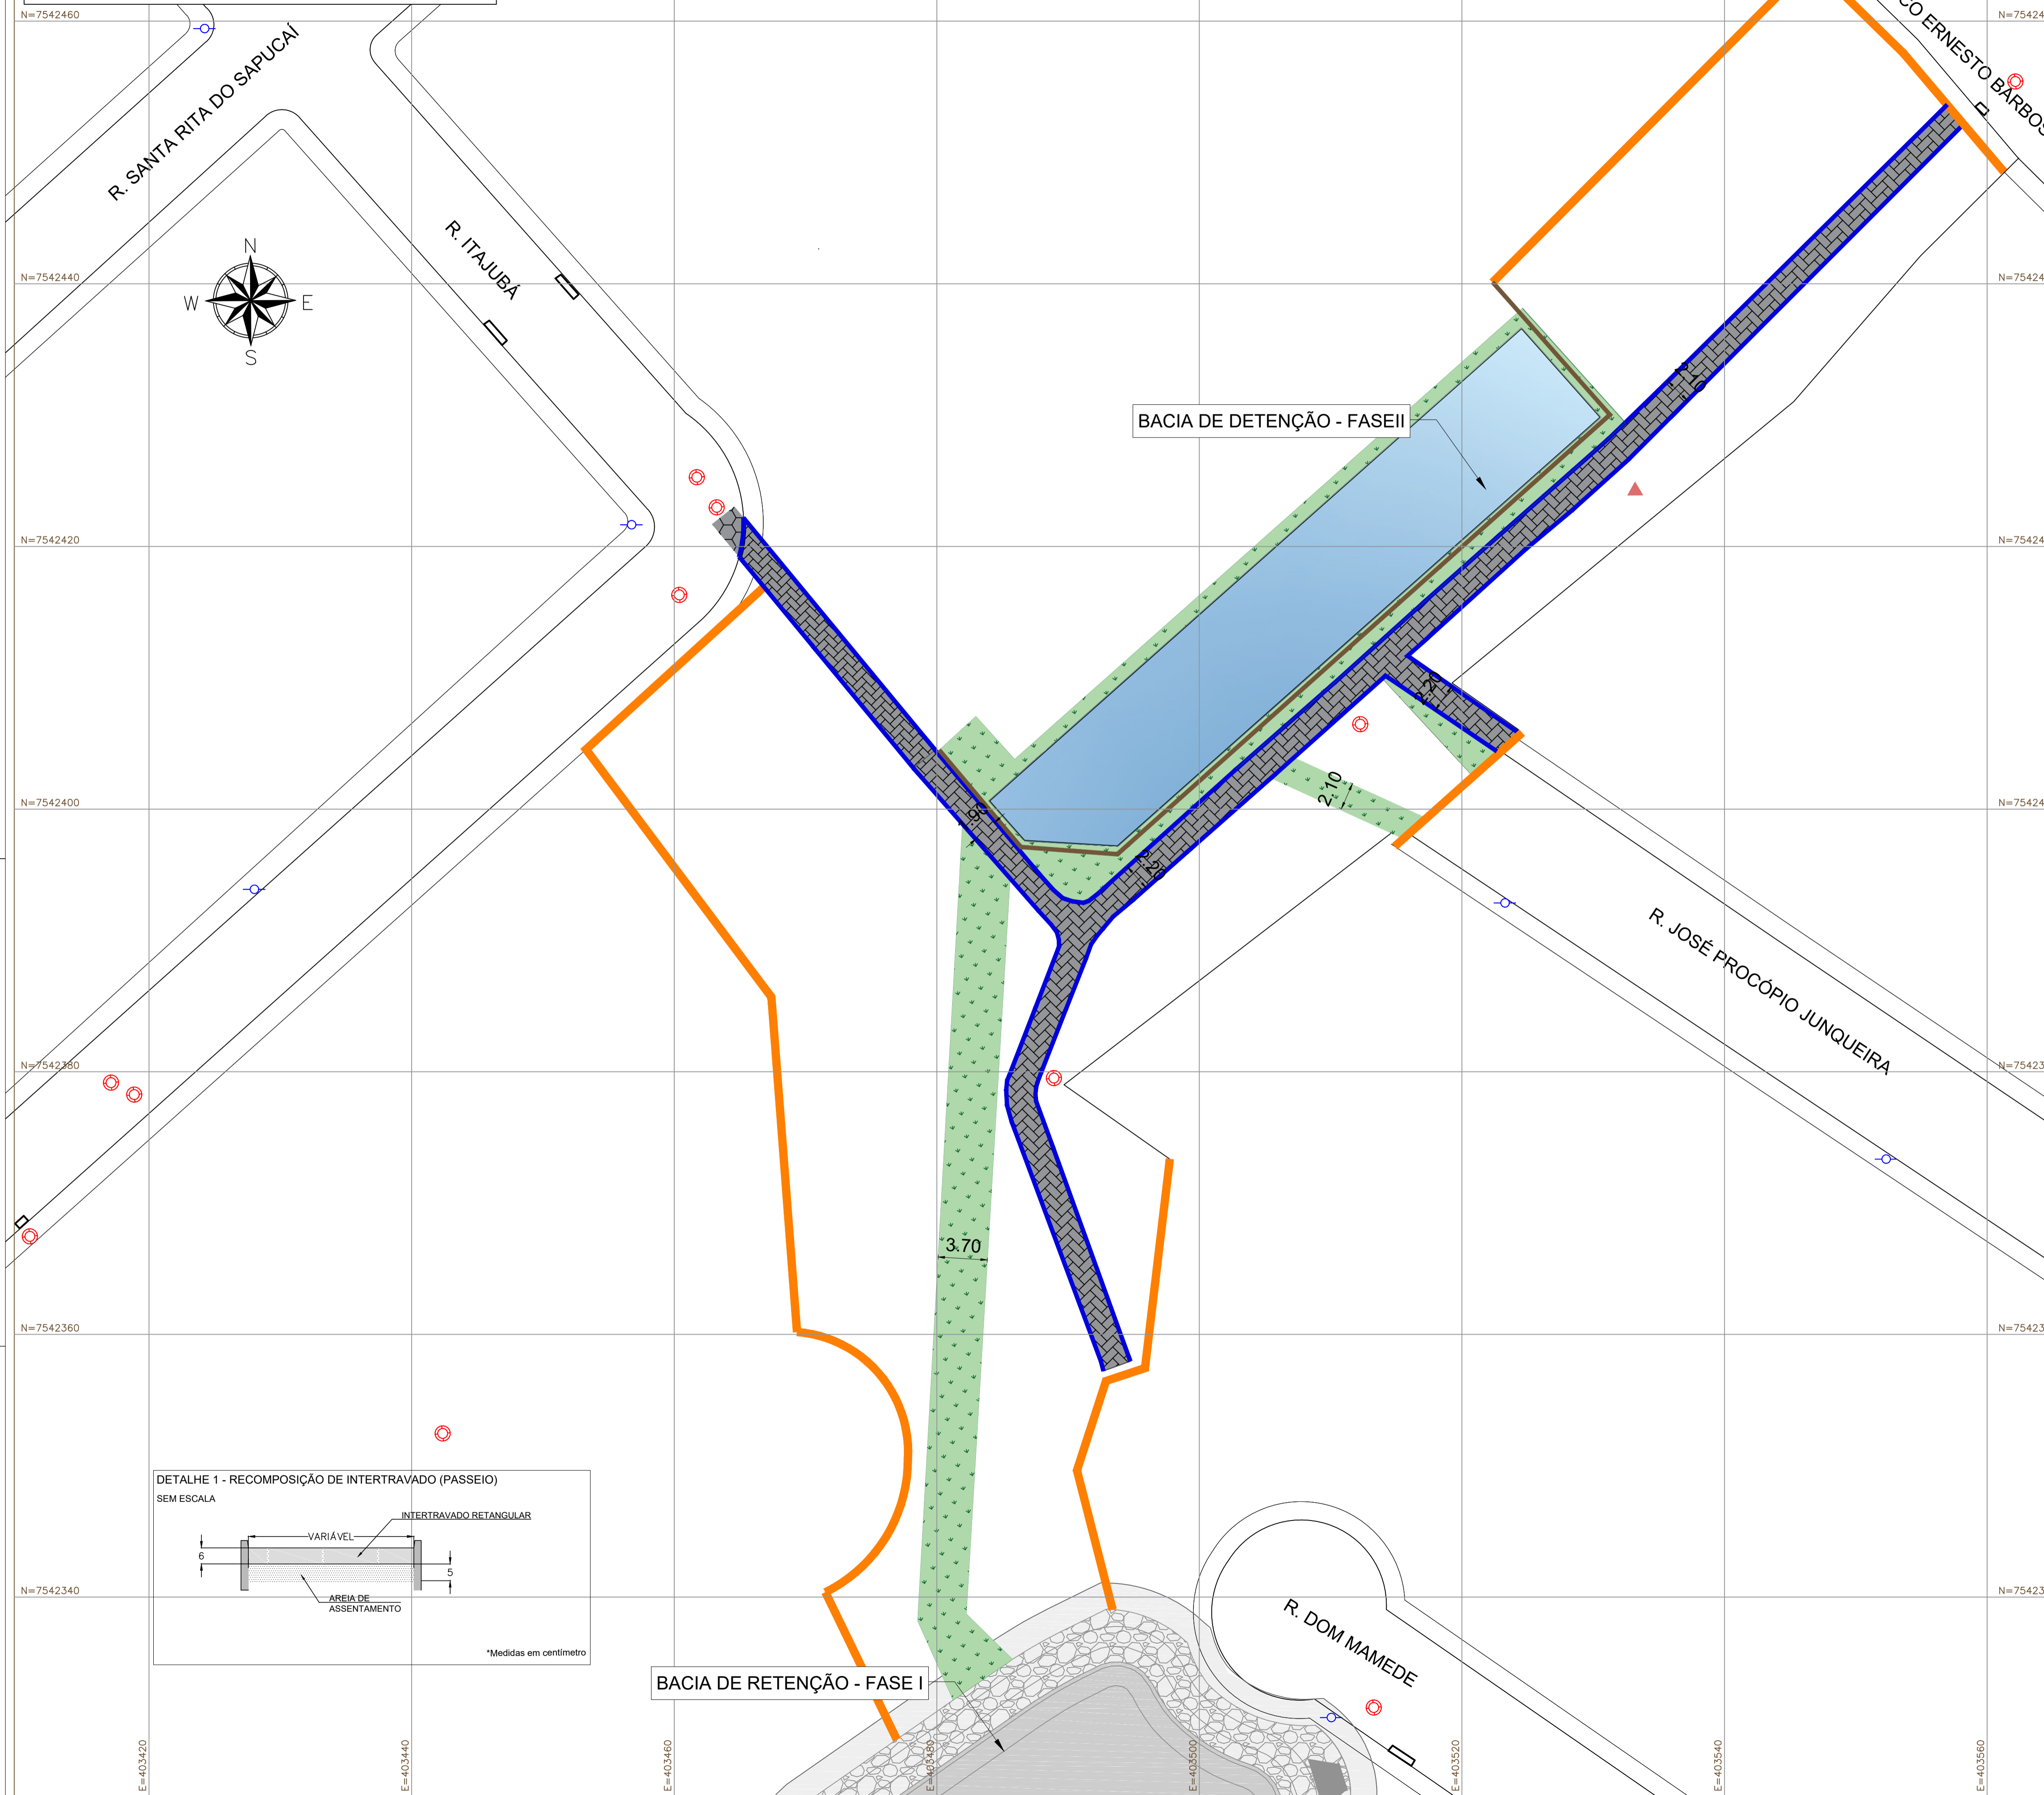 N=7542460
R. SANTA RITA DO SAPUCAÍ
ERNESTO
R. ITAJUBÁ
N
W E
S
N=7542440
BACIA DE DETENÇÃO - FASEII
2.10
N=7542420
2.20
2.10
N=7542400
2.20
R. JOSÉ PROCÓPIO JUNQUEIRA
N=7542380
3.70
N=7542360
DETALHE 1 - RECOMPOSIÇÃO DE INTERTRAVADO (PASSEIO)
SEM ESCALA
INTERTRAVADO RETANGULAR
VARIÁVEL
6
5
AREIA DE
ASSENTAMENTO
*Medidas em centímetro
N=7542340
R. DOM MAMEDE
BACIA DE RETENÇÃO - FASE I
E=403420
E=403440
E=403460
E=403480
E=403500
E=403520
E=403540
E=403560